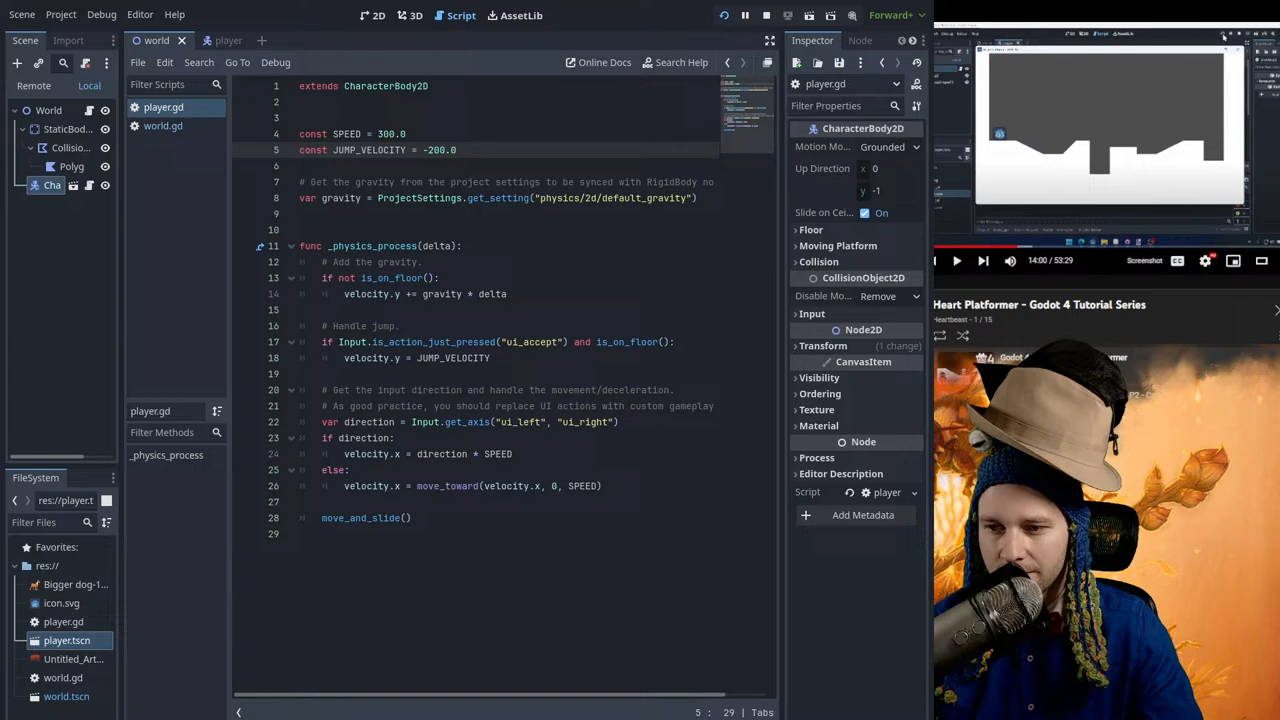 Scene Project Debug Editor Help
2D 3D Script AssetLib
Forward+
Scene Import
Remote Local
World
StaticBod..
Collisio..
Polyg
Cha
FileSystem
res://player.t
Filter Files
Favorites:
res://
Bigger dog-1...
icon.svg
player.gd
player.tscn
Untitled_Art...
world.gd
world.tscn
world player
File Edit Search Go To Debug
Online Docs Search Help
Filter Scripts
player.gd
world.gd
player.gd
Filter Methods
_physics_process
1 extends CharacterBody2D
2
3
4 const SPEED = 300.0
5 const JUMP_VELOCITY = -200.0
6
7 # Get the gravity from the project settings to be synced with RigidBody no
8 var gravity = ProjectSettings.get_setting("physics/2d/default_gravity")
9
10
11 func _physics_process(delta):
12 # Add the gravity.
13 if not is_on_floor():
14 velocity.y += gravity * delta
15
16 # Handle jump.
17 if Input.is_action_just_pressed("ui_accept") and is_on_floor():
18 velocity.y = JUMP_VELOCITY
19
20 # Get the input direction and handle the movement/deceleration.
21 # As good practice, you should replace UI actions with custom gameplay
22 var direction = Input.get_axis("ui_left", "ui_right")
23 if direction:
24 velocity.x = direction * SPEED
25 else:
26 velocity.x = move_toward(velocity.x, 0, SPEED)
27
28 move_and_slide()
29
5 : 29 | Tabs
Inspector Node
player.gd
Filter Properties
CharacterBody2D
Motion Mo... Grounded
Up Direction x 0
y -1
Slide on Cei... On
Floor
Moving Platform
Collision
CollisionObject2D
Disable Mo... Remove
Input
Node2D
Transform (1 change)
CanvasItem
Visibility
Ordering
Texture
Material
Node
Process
Editor Description
Script player
Add Metadata
Script AssetLib
14:00 / 53:29 Screenshot CC
Heart Platformer - Godot 4 Tutorial Series
Heartbeast - 1 / 15
Godot 4